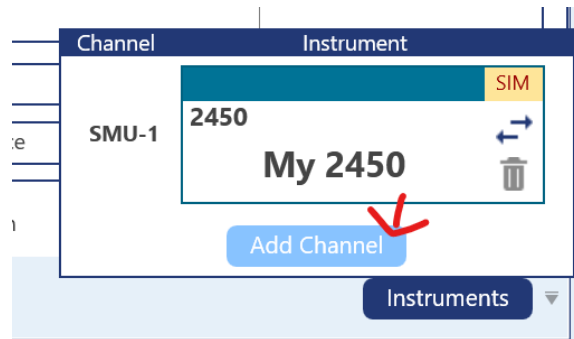 Channel Instrument
SIM
2450
SMU-1
My 2450
Add Channel
Instruments